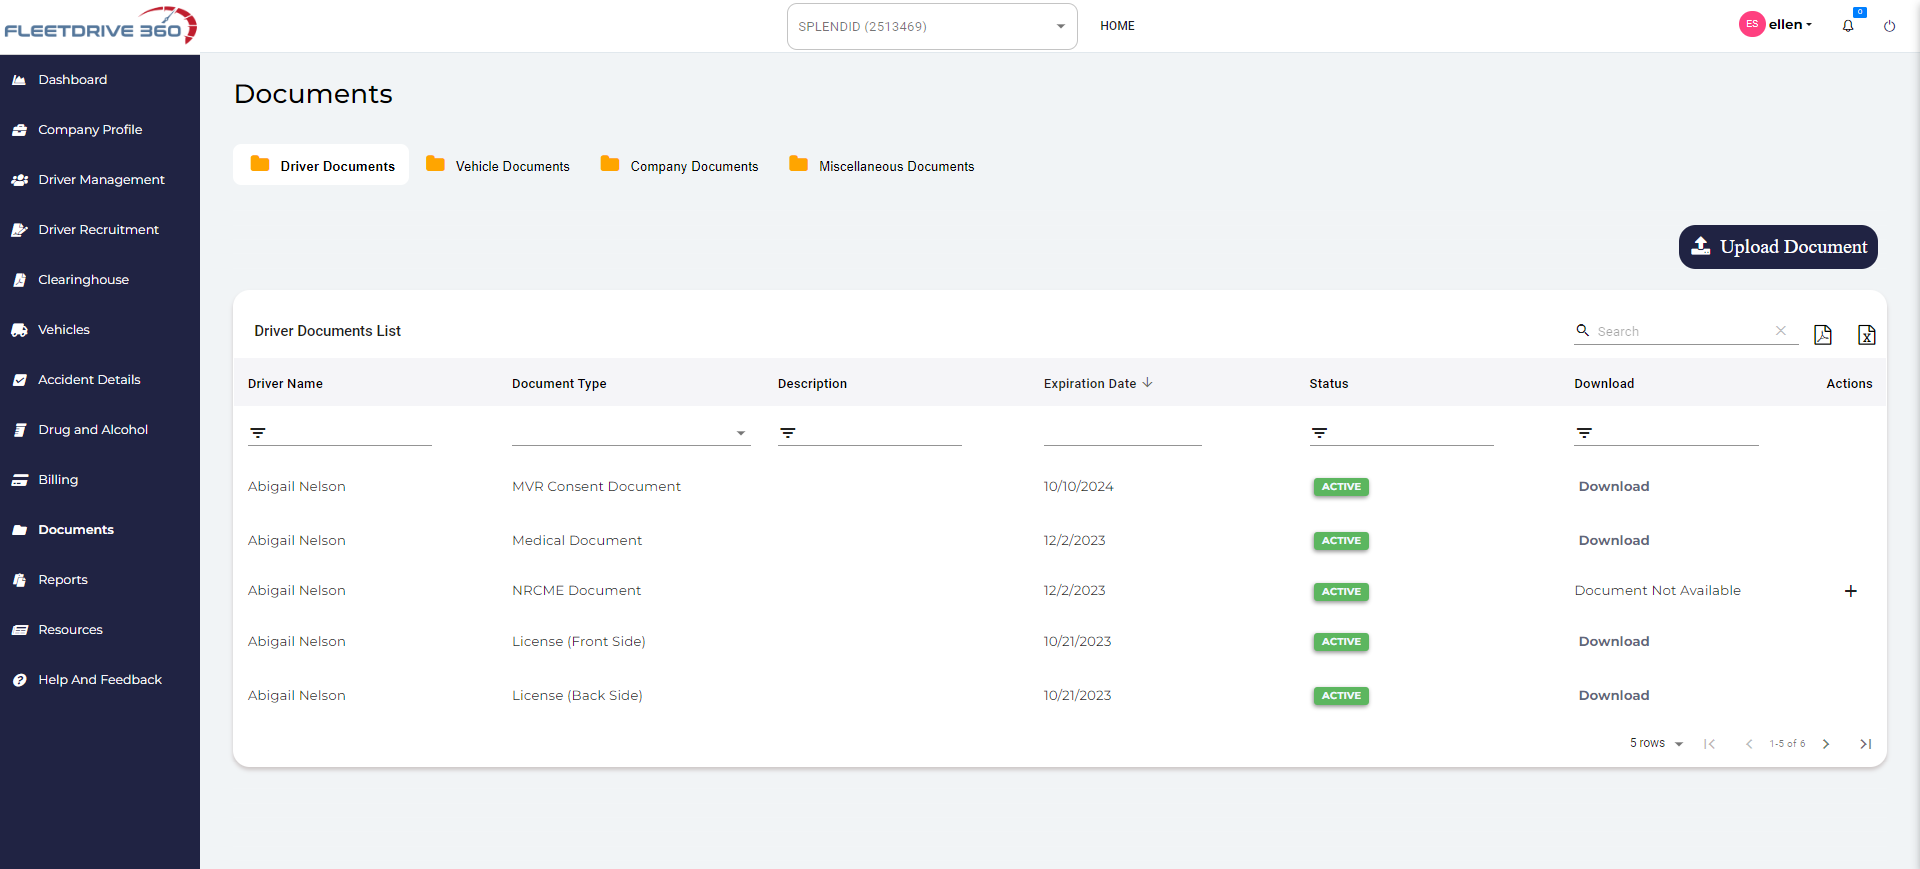 FLEETDRIVE 360
SPLENDID (2513469)
HOME
ES ellen
0
Dashboard
Company Profile
Driver Management
Driver Recruitment
Clearinghouse
Vehicles
Accident Details
Drug and Alcohol
Billing
Documents
Reports
Resources
Help And Feedback
Documents
Driver Documents Vehicle Documents Company Documents Miscellaneous Documents
Upload Document
Driver Documents List
Search
Driver Name Document Type Description Expiration Date Status Download Actions
Abigail Nelson MVR Consent Document 10/10/2024 ACTIVE Download
Abigail Nelson Medical Document 12/2/2023 ACTIVE Download
Abigail Nelson NRCME Document 12/2/2023 ACTIVE Document Not Available +
Abigail Nelson License (Front Side) 10/21/2023 ACTIVE Download
Abigail Nelson License (Back Side) 10/21/2023 ACTIVE Download
5 rows 1-5 of 6